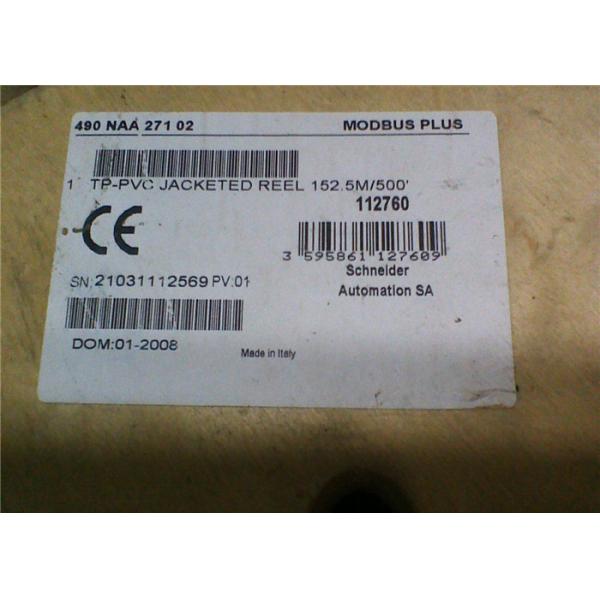 490 NAA 271 02 MODBUS PLUS
1 TP-PVC JACKETED REEL 152.5M/500'
112760
CE
3 595861 127609
SN:21031112569 PV:01
Schneider
Automation SA
DOM:01-2008
Made in Italy